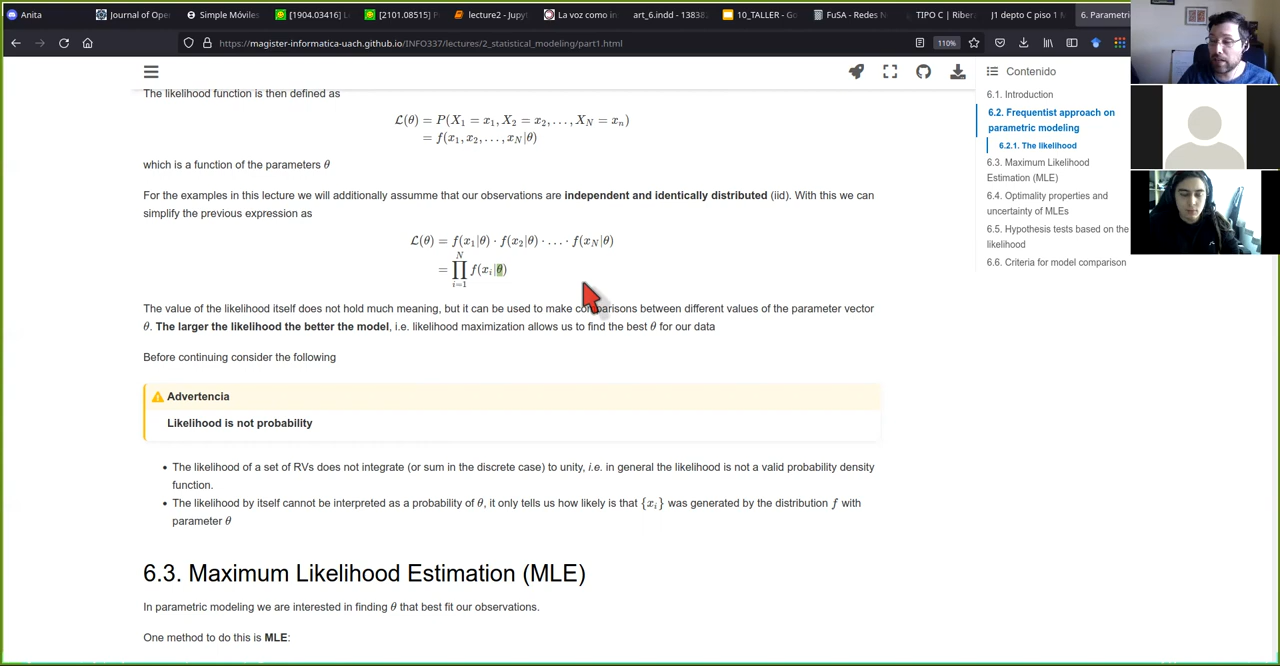 Anita
Journal of Oper
Simple Móviles
[1904.03416] L
[2101.08515] P
lecture2 - Jupyt
La voz como in
art_6.indd - 13838
10_TALLER - Go
FuSA - Redes N
TIPO C | Ribera
J1 depto C piso 1
6. Parametri
https://magister-informatica-uach.github.io/INFO337/lectures/2_statistical_modeling/part1.html
110%
The likelihood function is then defined as
ℒ(θ) = P(X₁ = x₁, X₂ = x₂, . . . , X_N = x_n)
= f(x₁, x₂, . . . , x_N|θ)
which is a function of the parameters θ
For the examples in this lecture we will additionally assumme that our observations are independent and identically distributed (iid). With this we can
simplify the previous expression as
ℒ(θ) = f(x₁|θ) · f(x₂|θ) · . . . · f(x_N|θ)
= ∏_{i=1}^{N} f(x_i|θ)
The value of the likelihood itself does not hold much meaning, but it can be used to make comparisons between different values of the parameter vector
θ. The larger the likelihood the better the model, i.e. likelihood maximization allows us to find the best θ for our data
Before continuing consider the following
Advertencia
Likelihood is not probability
• The likelihood of a set of RVs does not integrate (or sum in the discrete case) to unity, i.e. in general the likelihood is not a valid probability density
function.
• The likelihood by itself cannot be interpreted as a probability of θ, it only tells us how likely is that {x_i} was generated by the distribution f with
parameter θ
6.3. Maximum Likelihood Estimation (MLE)
In parametric modeling we are interested in finding θ that best fit our observations.
One method to do this is MLE:
Contenido
6.1. Introduction
6.2. Frequentist approach on
parametric modeling
6.2.1. The likelihood
6.3. Maximum Likelihood
Estimation (MLE)
6.4. Optimality properties and
uncertainty of MLEs
6.5. Hypothesis tests based on the
likelihood
6.6. Criteria for model comparison